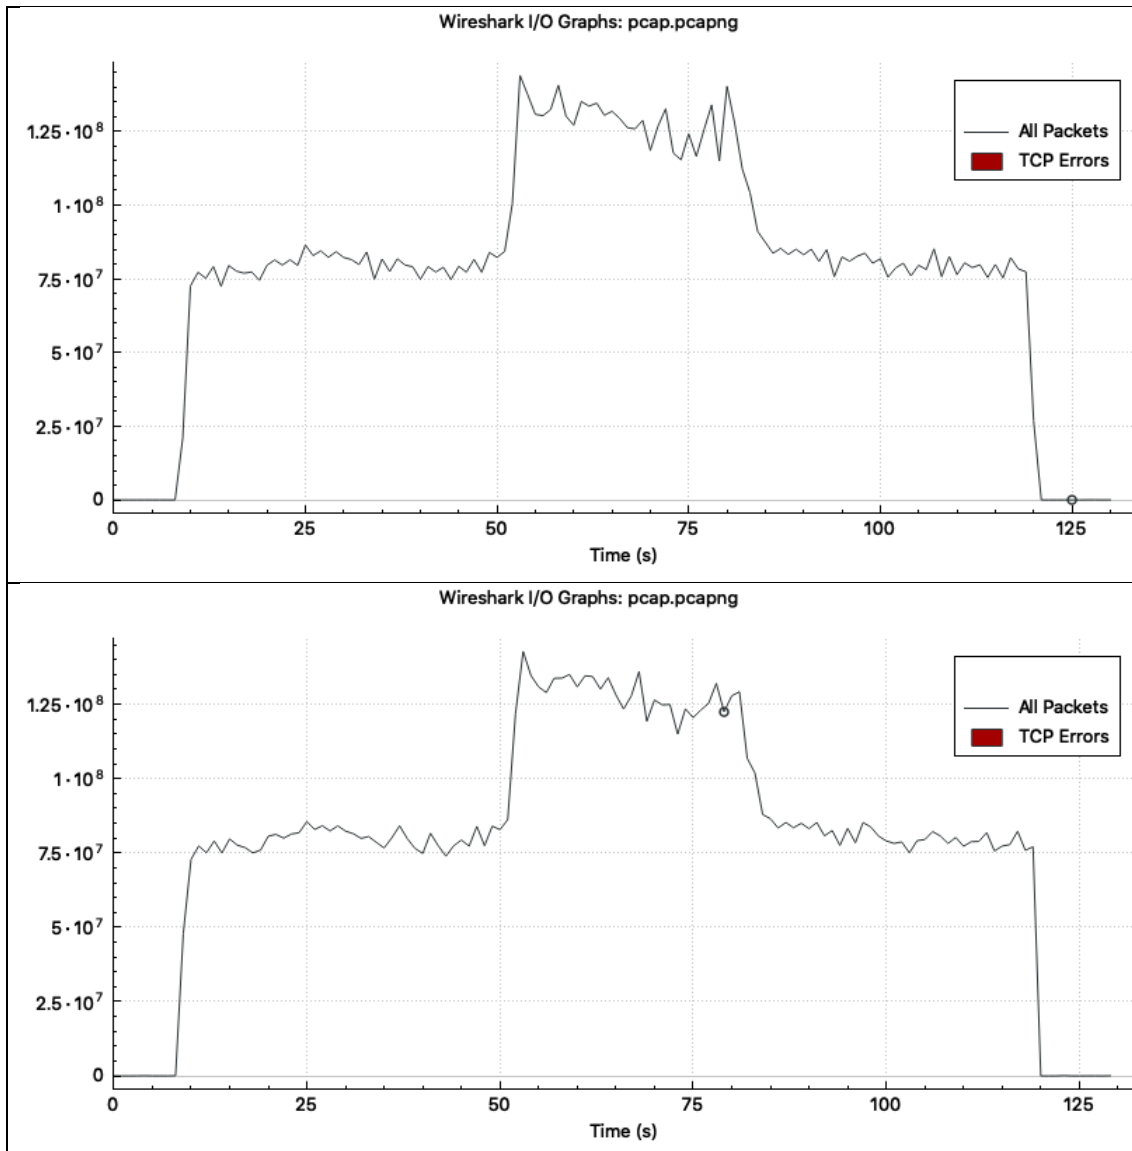 Wireshark I/O Graphs: pcap.pcapng
1.25·10⁸
All Packets
TCP Errors
1·10⁸
7.5·10⁷
5·10⁷
2.5·10⁷
0
0 25 50 75 100 125
Time (s)
Wireshark I/O Graphs: pcap.pcapng
1.25·10⁸
All Packets
TCP Errors
1·10⁸
7.5·10⁷
5·10⁷
2.5·10⁷
0
0 25 50 75 100 125
Time (s)